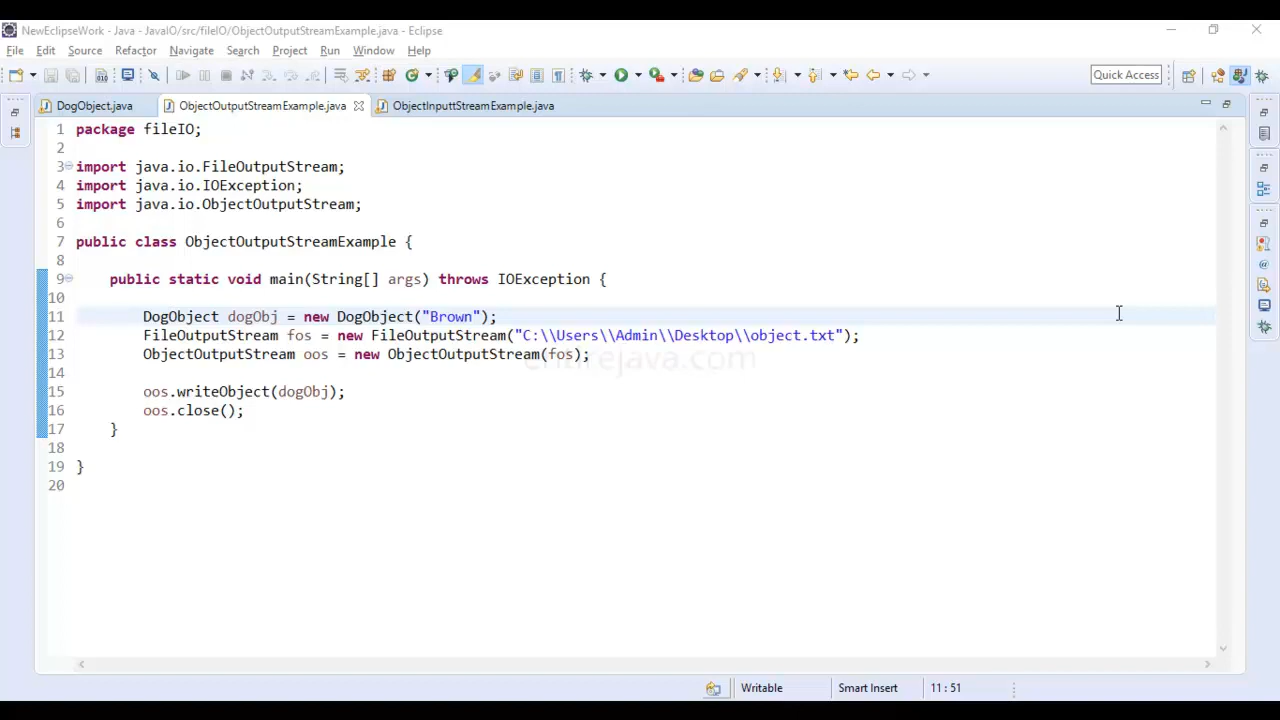 NewEclipseWork - Java - JavaIO/src/fileIO/ObjectOutputStreamExample.java - Eclipse
File Edit Source Refactor Navigate Search Project Run Window Help
Quick Access
DogObject.java ObjectOutputStreamExample.java ObjectInputtStreamExample.java
1 package fileIO;
2
3 import java.io.FileOutputStream;
4 import java.io.IOException;
5 import java.io.ObjectOutputStream;
6
7 public class ObjectOutputStreamExample {
8
9 public static void main(String[] args) throws IOException {
10
11 DogObject dogObj = new DogObject("Brown");
12 FileOutputStream fos = new FileOutputStream("C:\\Users\\Admin\\Desktop\\object.txt");
13 ObjectOutputStream oos = new ObjectOutputStream(fos);
entirejava.com
14
15 oos.writeObject(dogObj);
16 oos.close();
17 }
18
19 }
20
Writable Smart Insert 11 : 51